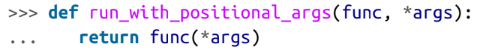 >>> def run_with_positional_args(func, *args):
...    return func(*args)